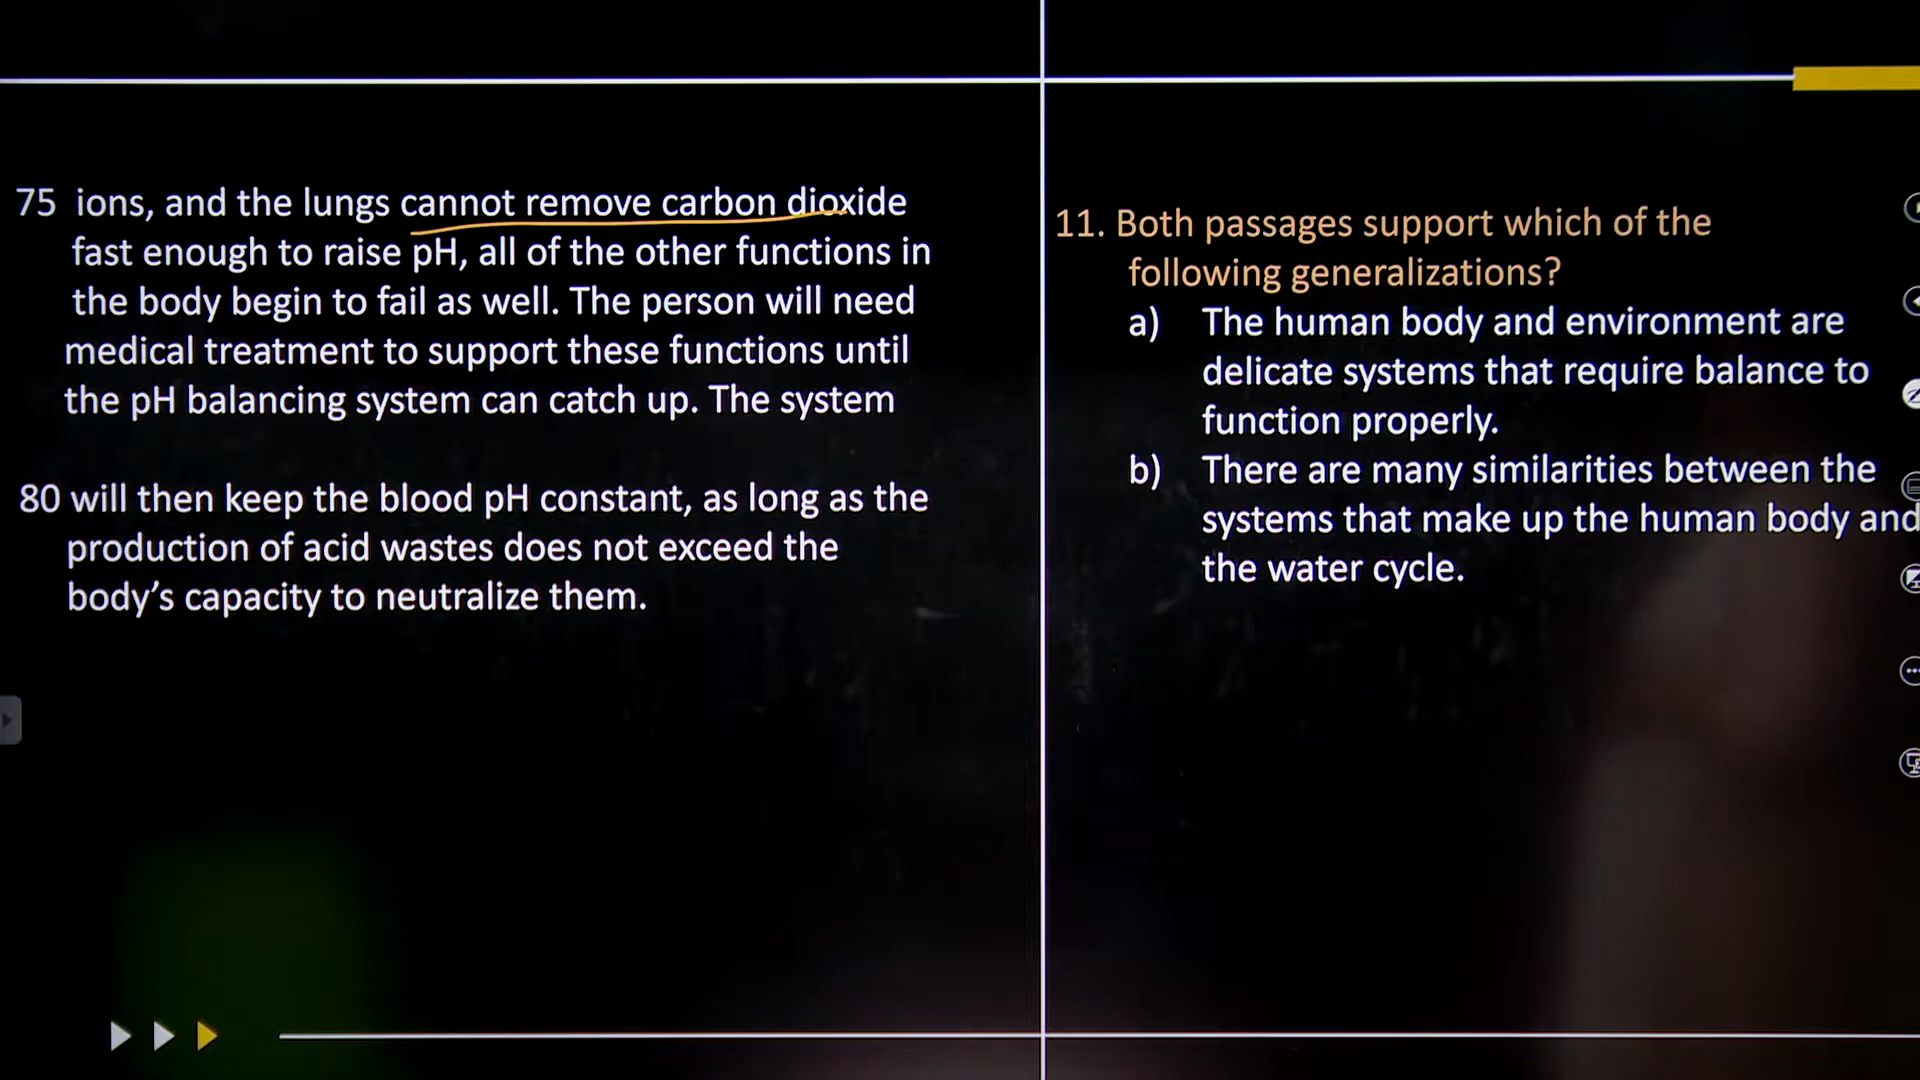 75 ions, and the lungs cannot remove carbon dioxide
fast enough to raise pH, all of the other functions in
the body begin to fail as well. The person will need
medical treatment to support these functions until
the pH balancing system can catch up. The system
80 will then keep the blood pH constant, as long as the
production of acid wastes does not exceed the
body’s capacity to neutralize them.
11. Both passages support which of the
following generalizations?
a) The human body and environment are
delicate systems that require balance to
function properly.
b) There are many similarities between the
systems that make up the human body and
the water cycle.